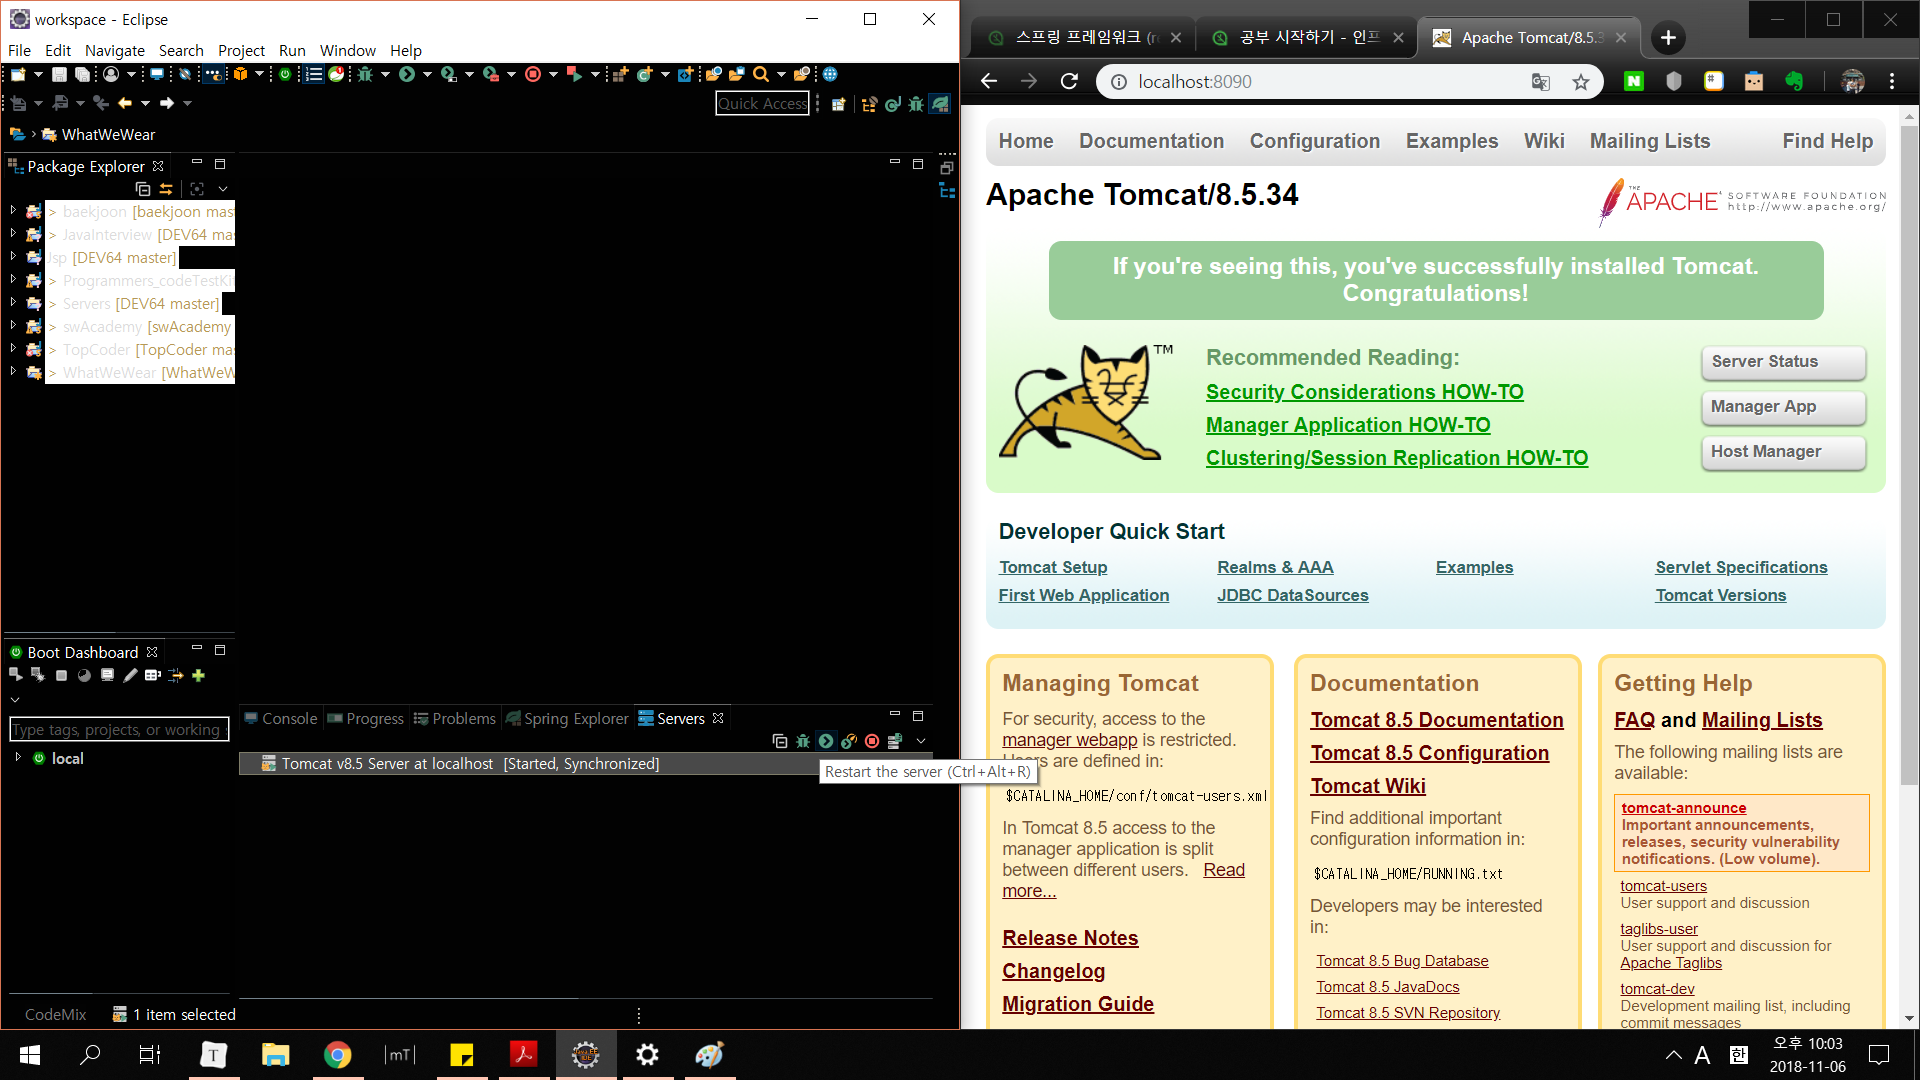 workspace - Eclipse
File Edit Navigate Search Project Run Window Help
Quick Access
WhatWeWear
Package Explorer
> baekjoon [baekjoon mast
> JavaInterview [DEV64 ma
Jsp [DEV64 master]
> Programmers_codeTestKit
> Servers [DEV64 master]
> swAcademy [swAcademy
> TopCoder [TopCoder mas
> WhatWeWear [WhatWeW
Boot Dashboard
Type tags, projects, or working
local
Console Progress Problems Spring Explorer Servers
Tomcat v8.5 Server at localhost [Started, Synchronized]
Restart the server (Ctrl+Alt+R)
CodeMix 1 item selected
스프링 프레임워크 (re
공부 시작하기 - 인프
Apache Tomcat/8.5.3
localhost:8090
Home Documentation Configuration Examples Wiki Mailing Lists Find Help
Apache Tomcat/8.5.34
THE APACHE SOFTWARE FOUNDATION
http://www.apache.org/
If you're seeing this, you've successfully installed Tomcat.
Congratulations!
TM
Recommended Reading:
Security Considerations HOW-TO
Manager Application HOW-TO
Clustering/Session Replication HOW-TO
Server Status
Manager App
Host Manager
Developer Quick Start
Tomcat Setup
First Web Application
Realms & AAA
JDBC DataSources
Examples
Servlet Specifications
Tomcat Versions
Managing Tomcat
For security, access to the
manager webapp is restricted.
Users are defined in:
$CATALINA_HOME/conf/tomcat-users.xml
In Tomcat 8.5 access to the
manager application is split
between different users. Read
more...
Release Notes
Changelog
Migration Guide
Documentation
Tomcat 8.5 Documentation
Tomcat 8.5 Configuration
Tomcat Wiki
Find additional important
configuration information in:
$CATALINA_HOME/RUNNING.txt
Developers may be interested
in:
Tomcat 8.5 Bug Database
Tomcat 8.5 JavaDocs
Tomcat 8.5 SVN Repository
Getting Help
FAQ and Mailing Lists
The following mailing lists are
available:
tomcat-announce
Important announcements,
releases, security vulnerability
notifications. (Low volume).
tomcat-users
User support and discussion
taglibs-user
User support and discussion for
Apache Taglibs
tomcat-dev
Development mailing list, including
commit messages
T
mT
A 한
오후 10:03
2018-11-06